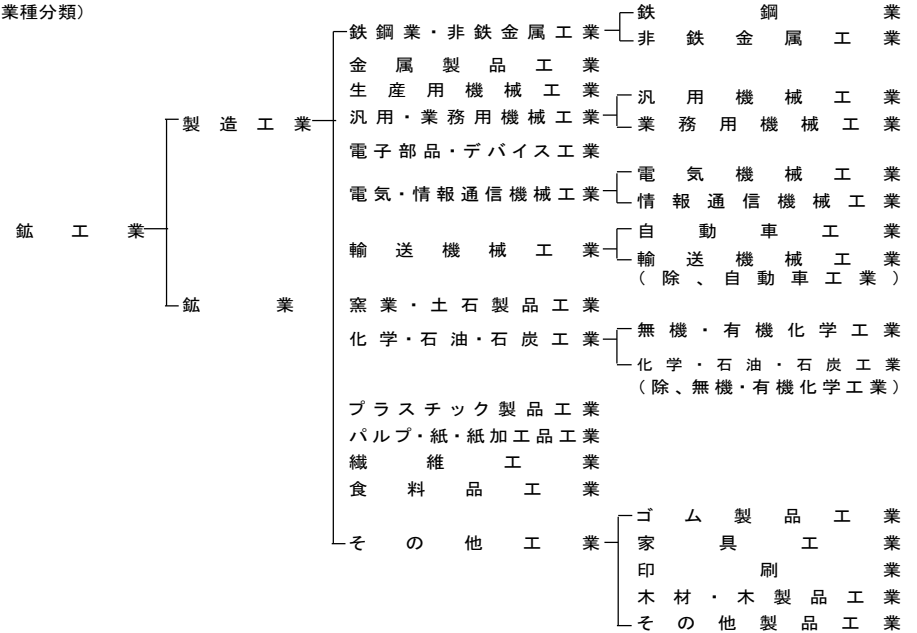 業種分類）
鉄鋼業
鉄鋼業・非鉄金属工業
非鉄金属工業
金属製品工業
生産用機械工業
汎用機械工業
汎用・業務用機械工業
製造工業
業務用機械工業
電子部品・デバイス工業
電気機械工業
電気・情報通信機械工業
情報通信機械工業
鉱工業
自動車工業
輸送機械工業
輸送機械工業
（除、自動車工業）
鉱業
窯業・土石製品工業
無機・有機化学工業
化学・石油・石炭工業
化学・石油・石炭工業
（除、無機・有機化学工業）
プラスチック製品工業
パルプ・紙・紙加工品工業
繊維工業
食料品工業
ゴム製品工業
その他工業
家具工業
印刷業
木材・木製品工業
その他製品工業